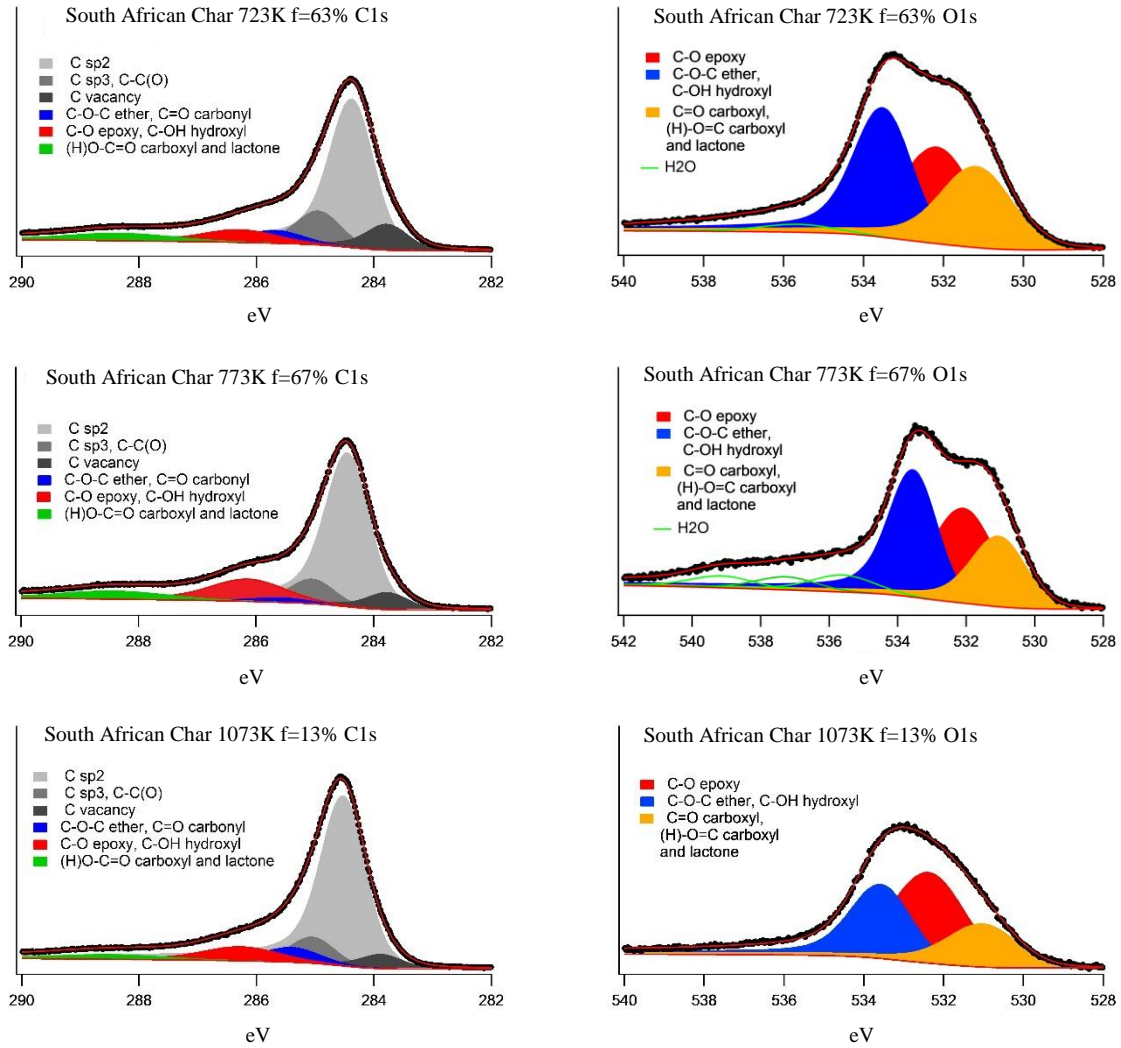 South African Char 723K f=63% C1s
C sp2
C sp3, C-C(O)
C vacancy
C-O-C ether, C=O carbonyl
C-O epoxy, C-OH hydroxyl
(H)O-C=O carboxyl and lactone
290 288 286 284 282
eV
South African Char 723K f=63% O1s
C-O epoxy
C-O-C ether,
C-OH hydroxyl
C=O carboxyl,
(H)-O=C carboxyl
and lactone
H2O
540 538 536 534 532 530 528
eV
South African Char 773K f=67% C1s
C sp2
C sp3, C-C(O)
C vacancy
C-O-C ether, C=O carbonyl
C-O epoxy, C-OH hydroxyl
(H)O-C=O carboxyl and lactone
290 288 286 284 282
eV
South African Char 773K f=67% O1s
C-O epoxy
C-O-C ether,
C-OH hydroxyl
C=O carboxyl,
(H)-O=C carboxyl
and lactone
H2O
542 540 538 536 534 532 530 528
eV
South African Char 1073K f=13% C1s
C sp2
C sp3, C-C(O)
C vacancy
C-O-C ether, C=O carbonyl
C-O epoxy, C-OH hydroxyl
(H)O-C=O carboxyl and lactone
290 288 286 284 282
eV
South African Char 1073K f=13% O1s
C-O epoxy
C-O-C ether, C-OH hydroxyl
C=O carboxyl,
(H)-O=C carboxyl
and lactone
540 538 536 534 532 530 528
eV